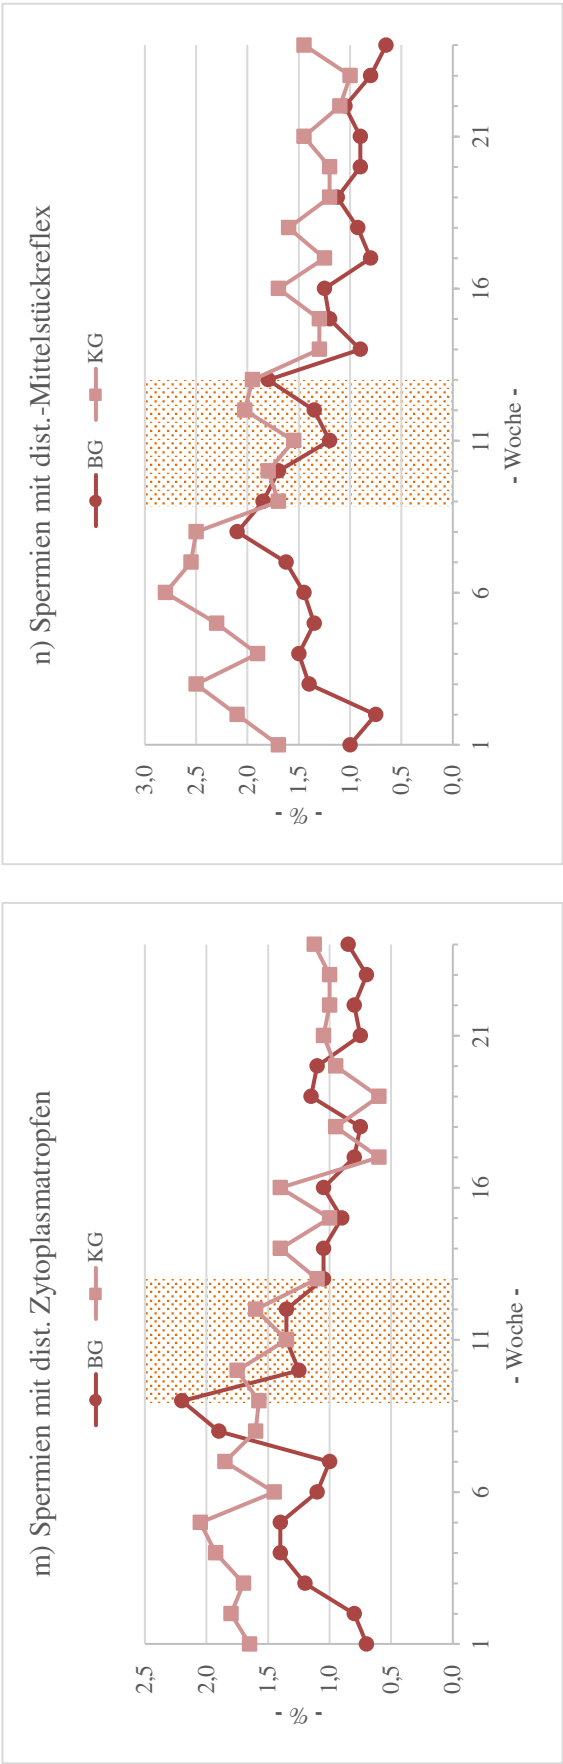 m) Spermien mit dist. Zytoplasmatropfen
BG KG
2,5
2,0
1,5
1,0
0,5
0,0
- % -
1 6 11 16 21
- Woche -
n) Spermien mit dist.-Mittelstückreflex
BG KG
3,0
2,5
2,0
1,5
1,0
0,5
0,0
- % -
1 6 11 16 21
- Woche -